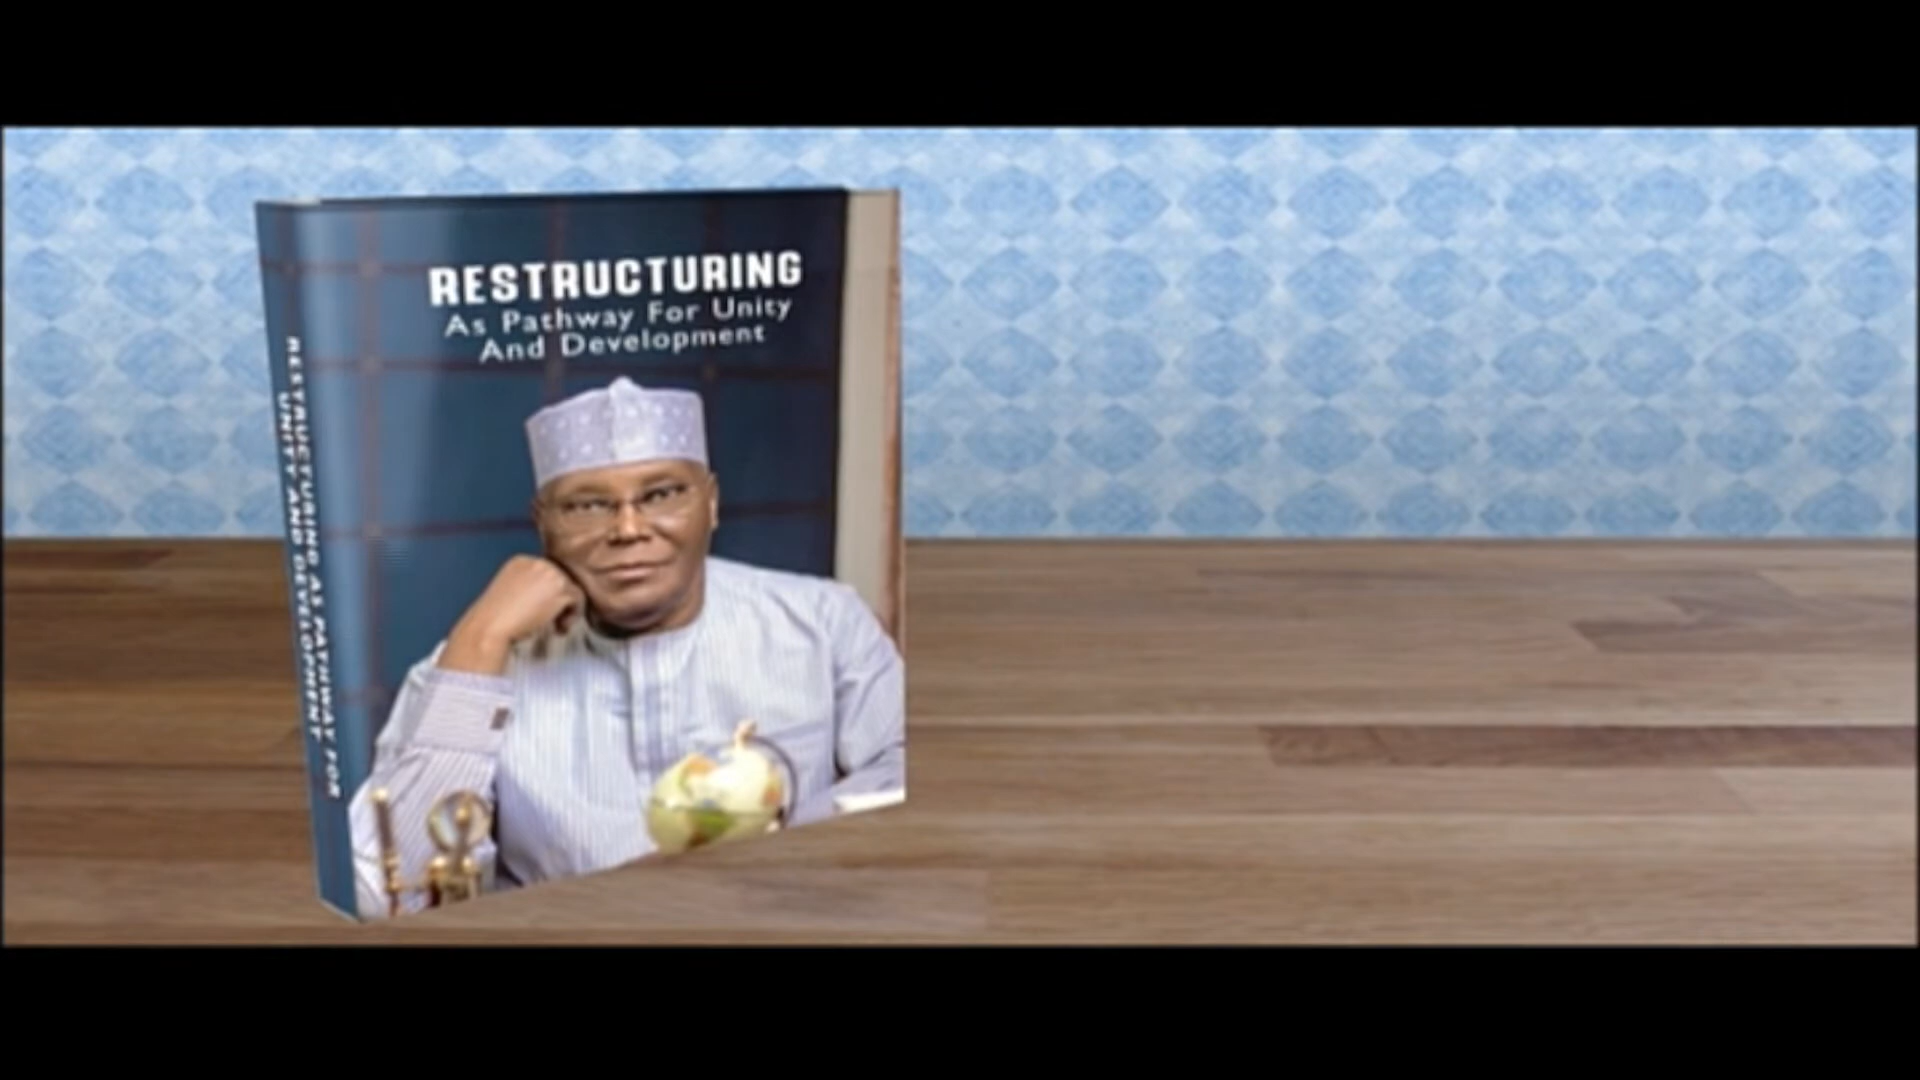 RESTRUCTURING
As Pathway For Unity
And Development
RESTRUCTURING AS PATHWAY FOR
UNITY AND DEVELOPMENT